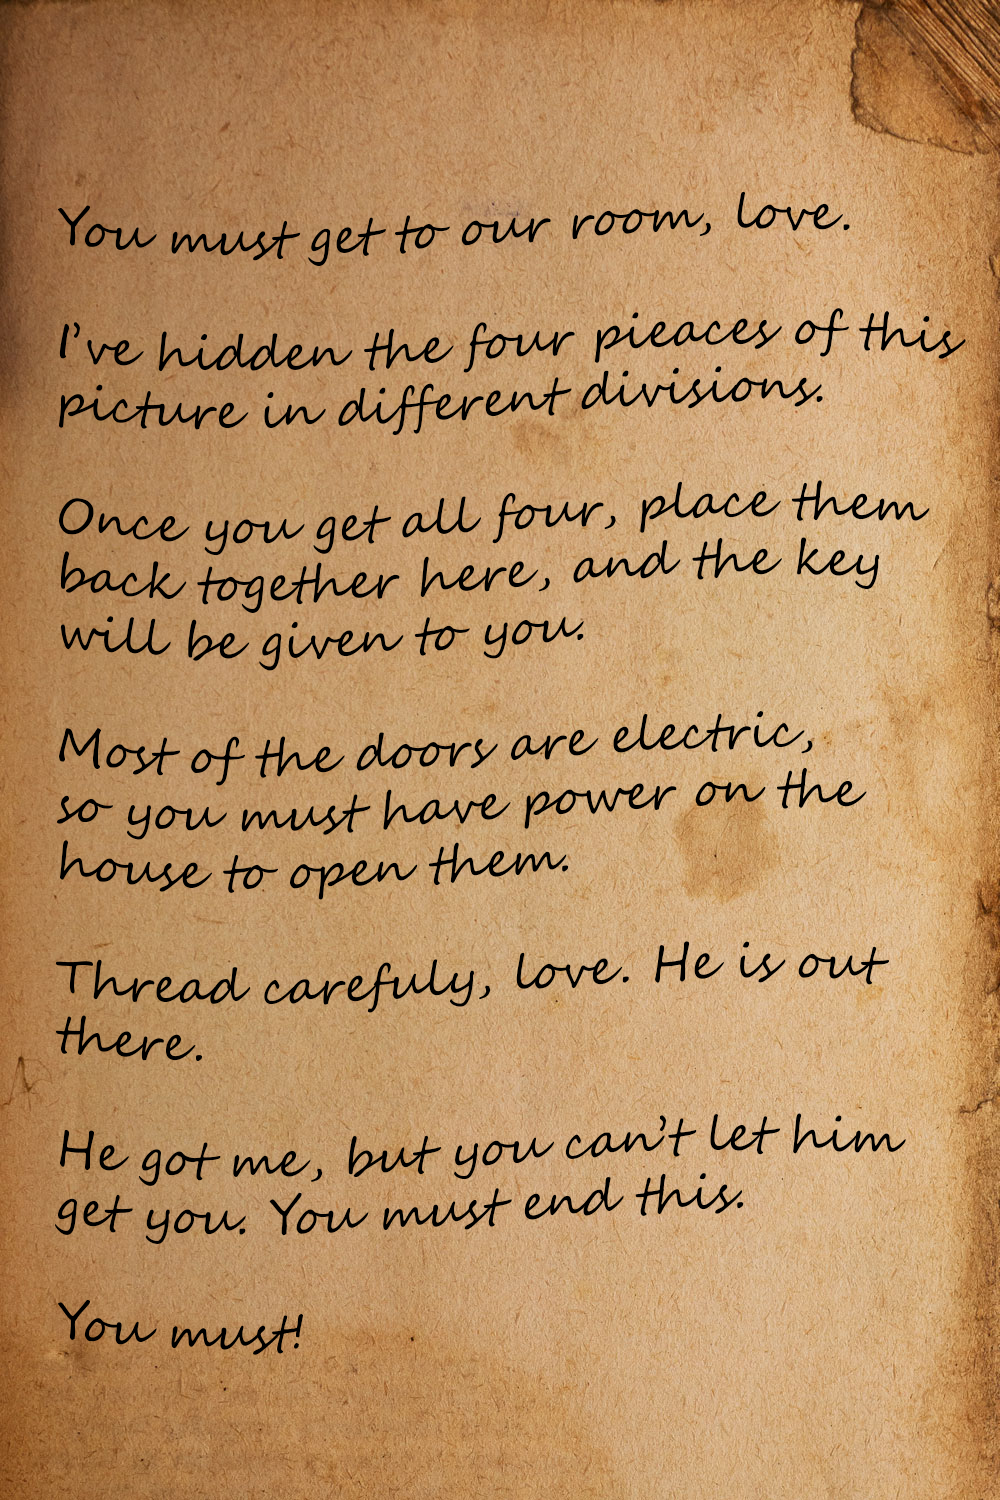 You must get to our room, love.
I've hidden the four pieaces of this
picture in different divisions.
Once you get all four, place them
back together here, and the key
will be given to you.
Most of the doors are electric,
so you must have power on the
house to open them.
Thread carefuly, love. He is out
there.
He got me, but you can't let him
get you. You must end this.
You must!